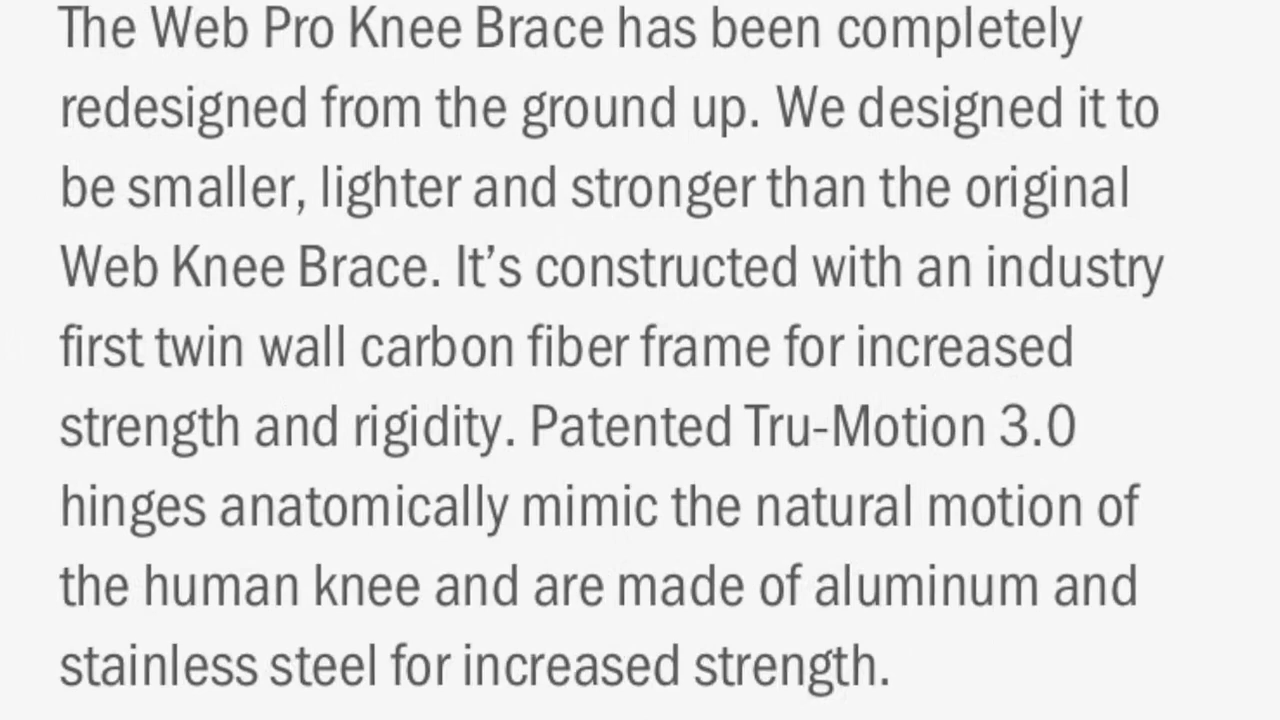 The Web Pro Knee Brace has been completely
redesigned from the ground up. We designed it to
be smaller, lighter and stronger than the original
Web Knee Brace. It’s constructed with an industry
first twin wall carbon fiber frame for increased
strength and rigidity. Patented Tru-Motion 3.0
hinges anatomically mimic the natural motion of
the human knee and are made of aluminum and
stainless steel for increased strength.